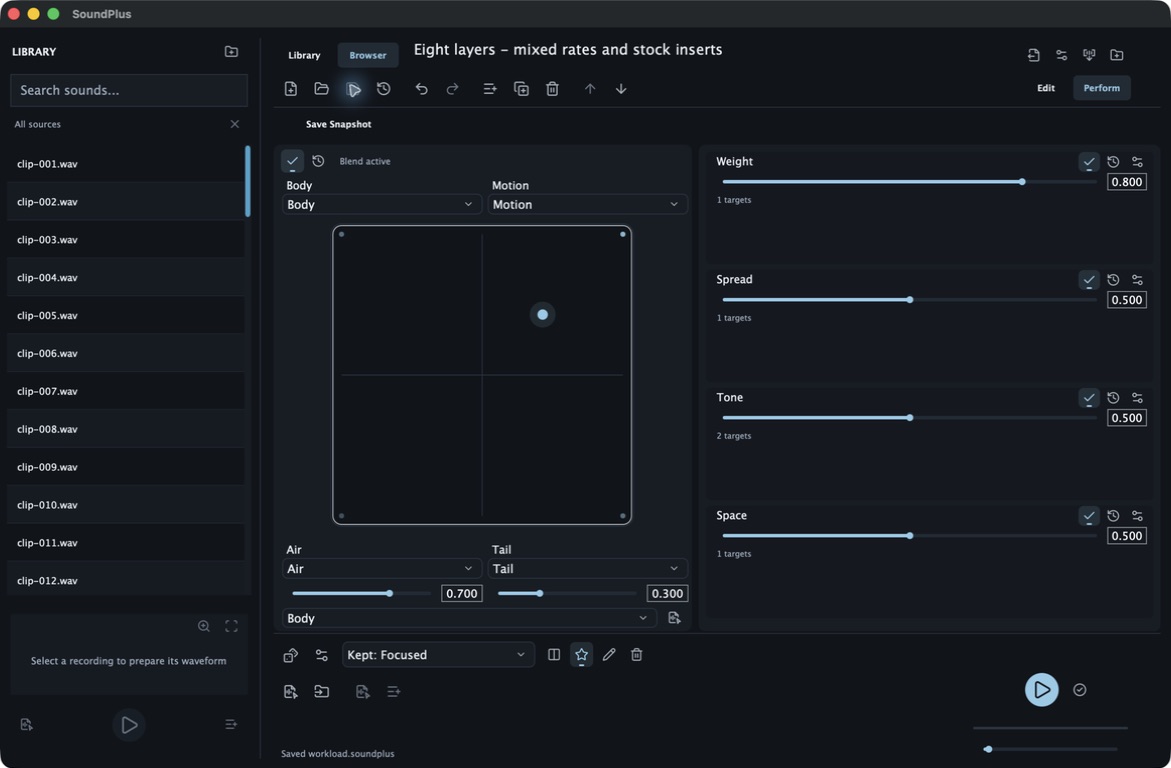 SoundPlus
LIBRARY
Search sounds...
All sources
clip-001.wav
clip-002.wav
clip-003.wav
clip-004.wav
clip-005.wav
clip-006.wav
clip-007.wav
clip-008.wav
clip-009.wav
clip-010.wav
clip-011.wav
clip-012.wav
Select a recording to prepare its waveform
Library Browser Eight layers – mixed rates and stock inserts
Edit Perform
Save Snapshot
Blend active
Body Motion
Body Motion
Air Tail
Air Tail
0.700 0.300
Body
Weight
0.800
1 targets
Spread
0.500
1 targets
Tone
0.500
2 targets
Space
0.500
1 targets
Kept: Focused
Saved workload.soundplus